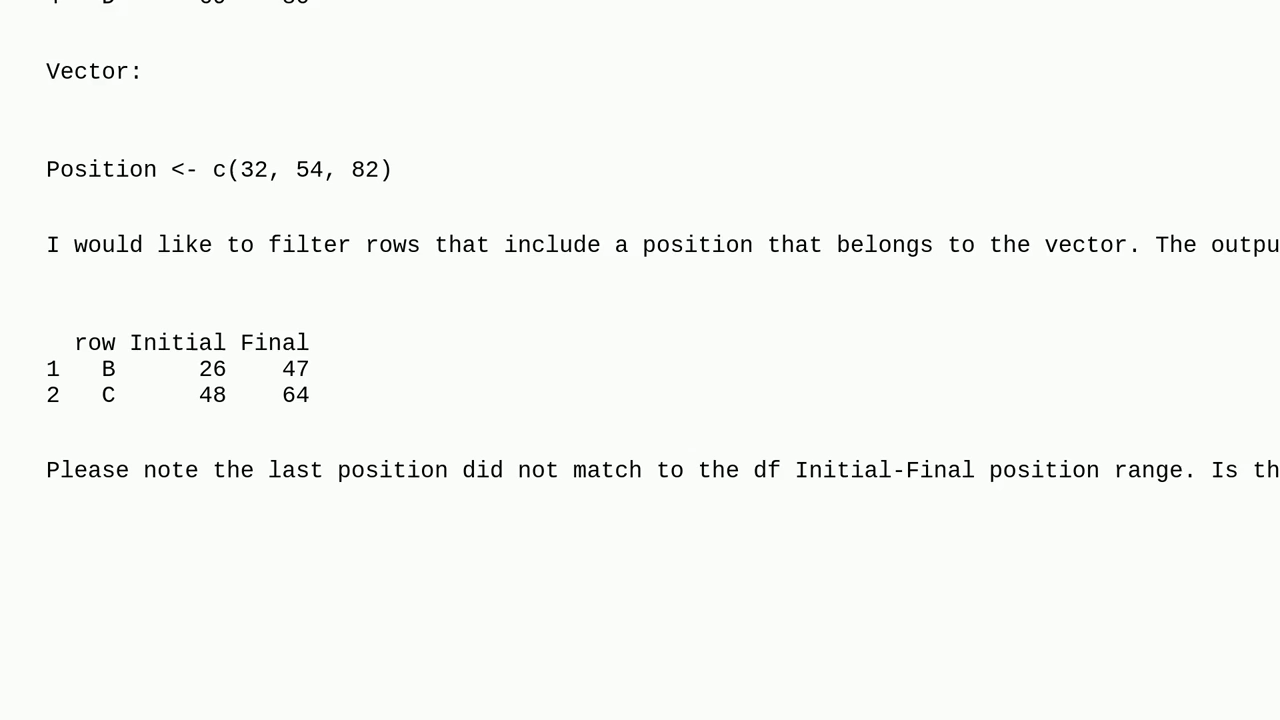 Vector:
Position <- c(32, 54, 82)
I would like to filter rows that include a position that belongs to the vector. The
  row Initial Final
1   B      26    47
2   C      48    64
Please note the last position did not match to the df Initial-Final position range. Is